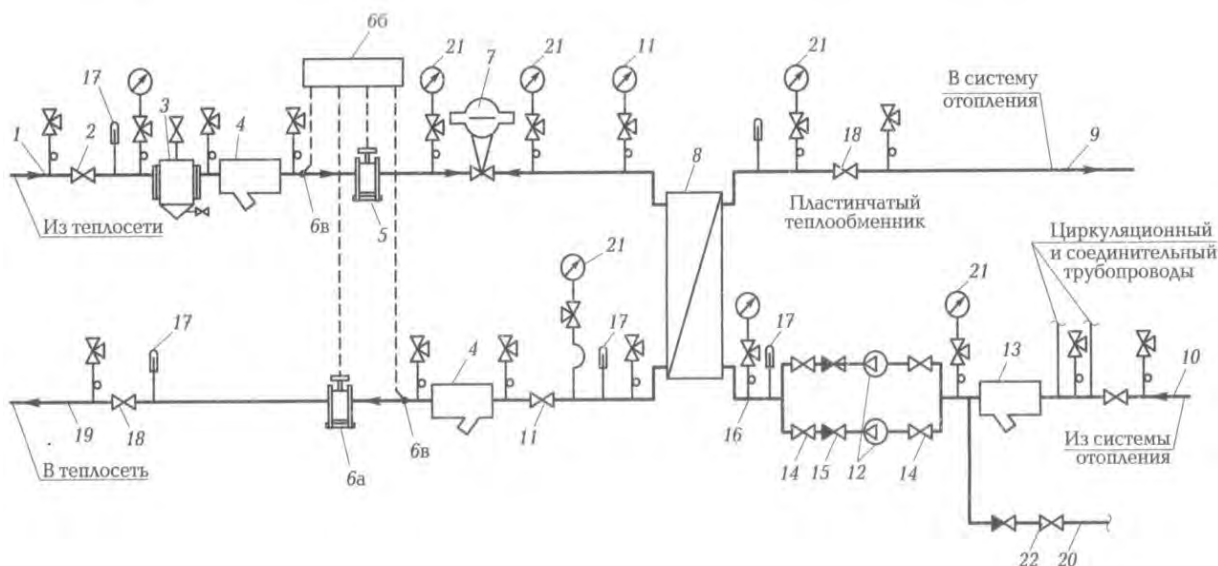 6б
21
7
21
11
21
17
3
4
В систему
отопления
1
2
18
9
8
Из теплосети
6в
5
Пластинчатый
теплообменник
Циркуляционный
и соединительный
трубопроводы
21
21
17
17
17
4
13
10
19
18
11
16
В теплосеть
6а
6в
14
15
12
14
Из системы
отопления
22
20